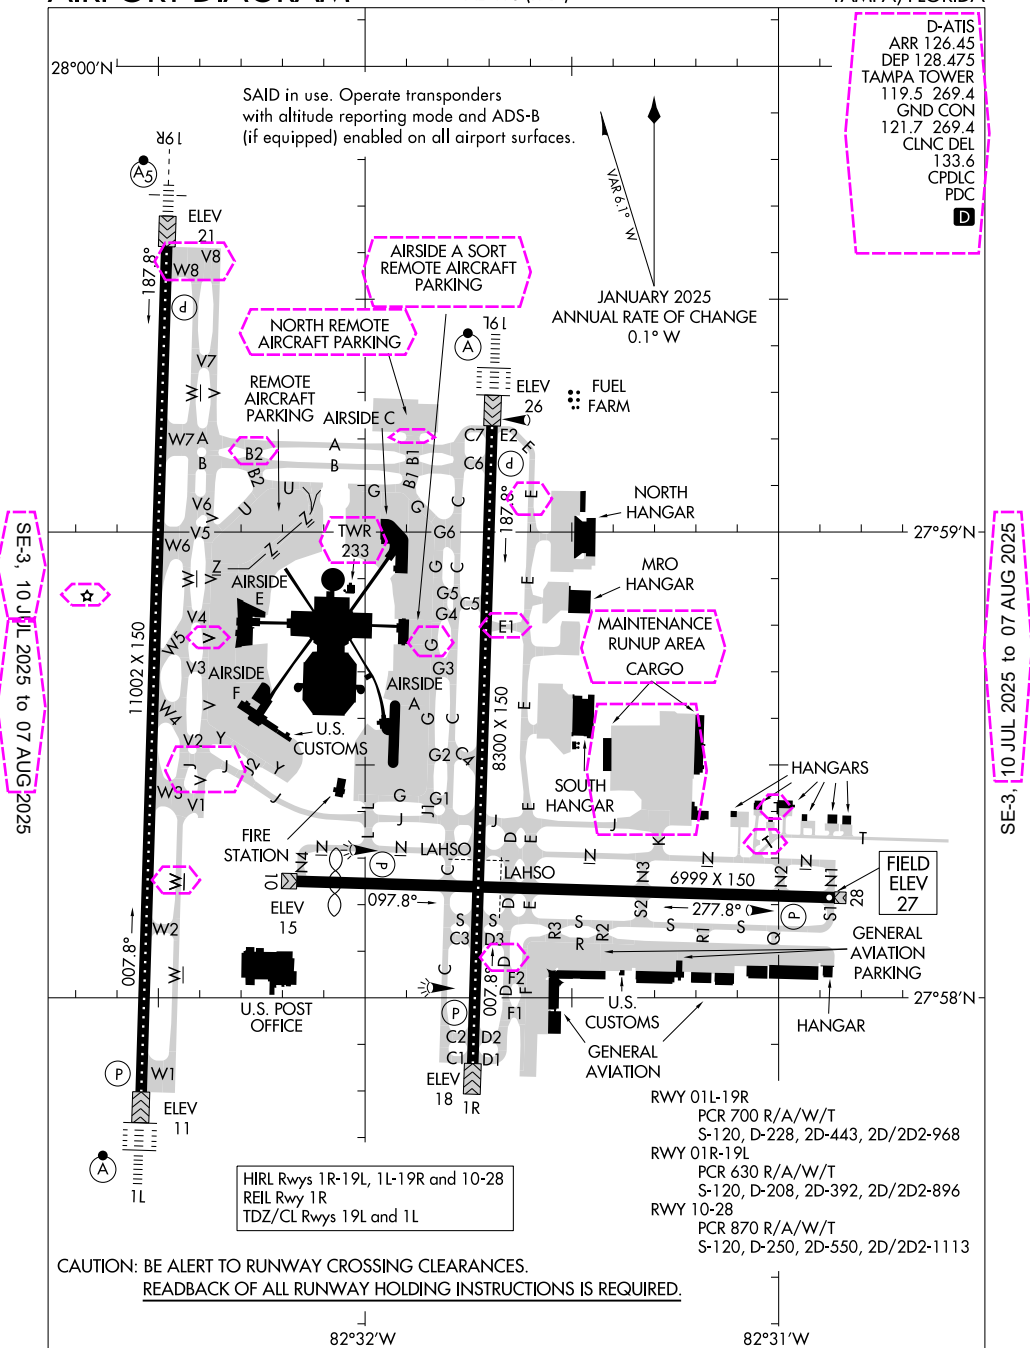 AIRPORT DIAGRAM
TAMPA, FLORIDA
D-ATIS
ARR 126.45
DEP 128.475
TAMPA TOWER
119.5 269.4
GND CON
121.7 269.4
CLNC DEL
133.6
CPDLC
PDC
D
28°00'N
SAID in use. Operate transponders
with altitude reporting mode and ADS-B
(if equipped) enabled on all airport surfaces.
VAR 6.1° W
JANUARY 2025
ANNUAL RATE OF CHANGE
0.1° W
19R
A5
ELEV
21
V8
W8
187.8°
P
AIRSIDE A SORT
REMOTE AIRCRAFT
PARKING
NORTH REMOTE
AIRCRAFT PARKING
19L
A
ELEV
26
FUEL
FARM
V7
W
V
REMOTE
AIRCRAFT
PARKING
AIRSIDE C
W7 A
B
B2
A
B
B1
C7 E2
E
C6
P
B2
B1
U
U
G
G
C
187.8°
E
NORTH
HANGAR
V6
V
V5
W6
Z
Z
Z
TWR
233
G6
27°59'N
W
V
AIRSIDE
E
G
C
G5
C5
G4
E
MRO
HANGAR
V4
W5
V
E1
G
MAINTENANCE
RUNUP AREA
CARGO
11002 X 150
V3
AIRSIDE
F
G3
AIRSIDE
A
W4
V
G
C
8300 X 150
E
U.S.
CUSTOMS
V2 Y
J
J
J2
Y
V
G2
C4
SOUTH
HANGAR
HANGARS
W3
V1
J
L
G
G1
J1
J
J
E
J
T
T
FIRE
STATION
L
N
N
LAHSO
D
E
K
N
N
N4
P
LAHSO
N3
N2
N1
W
10
C
6999 X 150
FIELD
ELEV
27
28
ELEV
15
097.8°
D
E
S2
277.8°
P
S1
W2
007.8°
S
S
S
S
C3
D3
R3
R
R2
R1
Q
GENERAL
AVIATION
PARKING
W
U.S. POST
OFFICE
C
D
D
F2
F
007.8°
U.S.
CUSTOMS
HANGAR
27°58'N
P
F1
C2
D2
C1
D1
GENERAL
AVIATION
P
W1
ELEV
18
1R
ELEV
11
A
1L
RWY 01L-19R
PCR 700 R/A/W/T
S-120, D-228, 2D-443, 2D/2D2-968
RWY 01R-19L
PCR 630 R/A/W/T
S-120, D-208, 2D-392, 2D/2D2-896
RWY 10-28
PCR 870 R/A/W/T
S-120, D-250, 2D-550, 2D/2D2-1113
HIRL Rwys 1R-19L, 1L-19R and 10-28
REIL Rwy 1R
TDZ/CL Rwys 19L and 1L
CAUTION: BE ALERT TO RUNWAY CROSSING CLEARANCES.
READBACK OF ALL RUNWAY HOLDING INSTRUCTIONS IS REQUIRED.
82°32'W
82°31'W
SE-3, 10 JUL 2025 to 07 AUG 2025
SE-3, 10 JUL 2025 to 07 AUG 2025